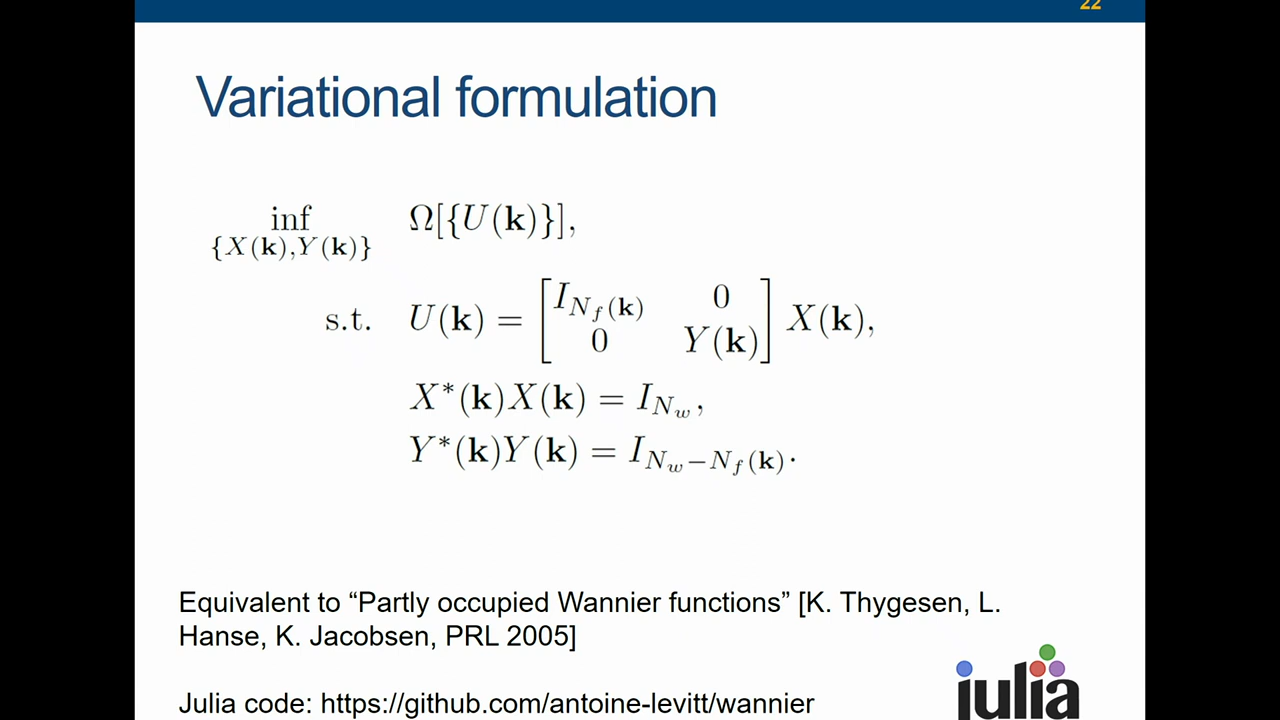 22
Variational formulation
inf Ω[{U(𝐤)}],
{X(𝐤),Y(𝐤)}
s.t. U(𝐤) = [I_{N_f(𝐤)} 0; 0 Y(𝐤)] X(𝐤),
X*(𝐤)X(𝐤) = I_{N_w},
Y*(𝐤)Y(𝐤) = I_{N_w−N_f(𝐤)}.
Equivalent to “Partly occupied Wannier functions” [K. Thygesen, L.
Hanse, K. Jacobsen, PRL 2005]
Julia code: https://github.com/antoine-levitt/wannier
julia